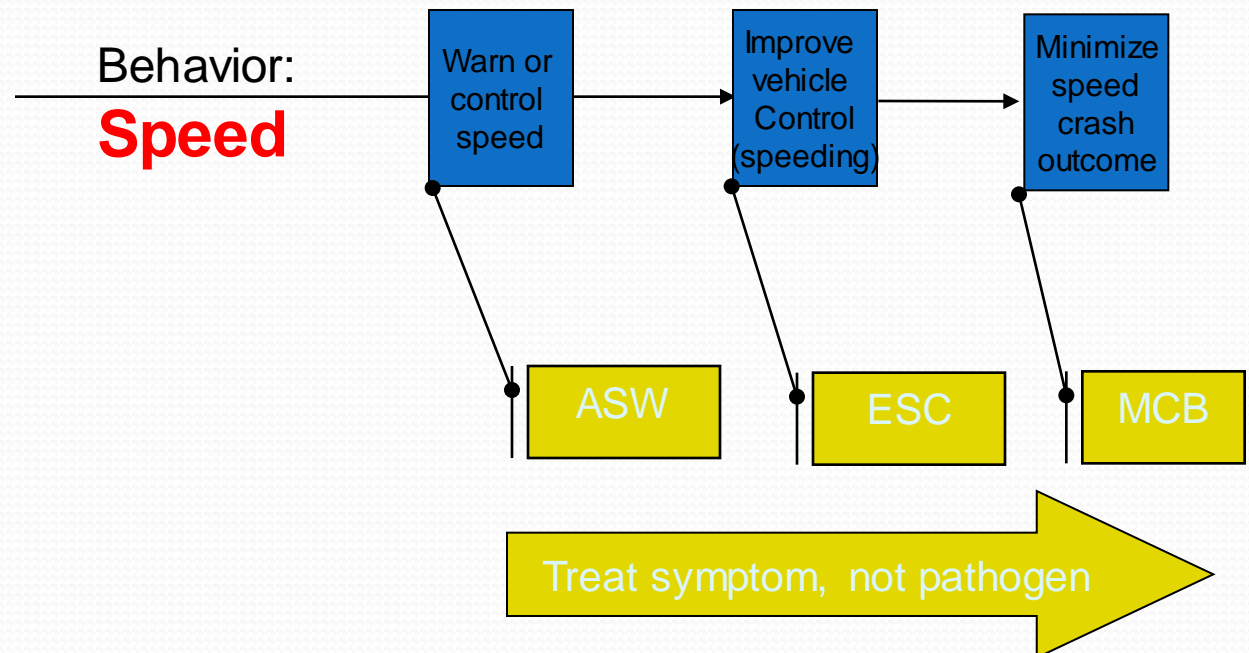 Behavior:
Speed
Warn or
control
speed
Improve
vehicle
Control
(speeding)
Minimize
speed
crash
outcome
ASW
ESC
MCB
Treat symptom, not pathogen